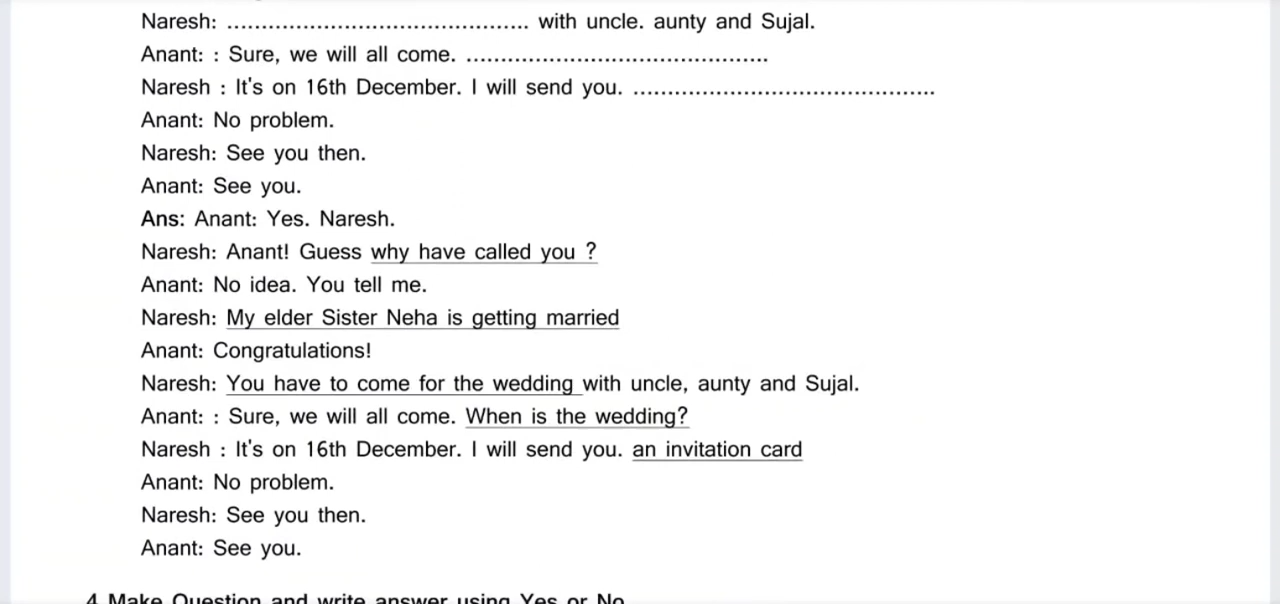 Naresh: ............................................ with uncle. aunty and Sujal.
Anant: : Sure, we will all come. ............................................
Naresh : It's on 16th December. I will send you. ............................................
Anant: No problem.
Naresh: See you then.
Anant: See you.
Ans: Anant: Yes. Naresh.
Naresh: Anant! Guess why have called you ?
Anant: No idea. You tell me.
Naresh: My elder Sister Neha is getting married
Anant: Congratulations!
Naresh: You have to come for the wedding with uncle, aunty and Sujal.
Anant: : Sure, we will all come. When is the wedding?
Naresh : It's on 16th December. I will send you. an invitation card
Anant: No problem.
Naresh: See you then.
Anant: See you.
4 Make Question and write answer using Yes or No